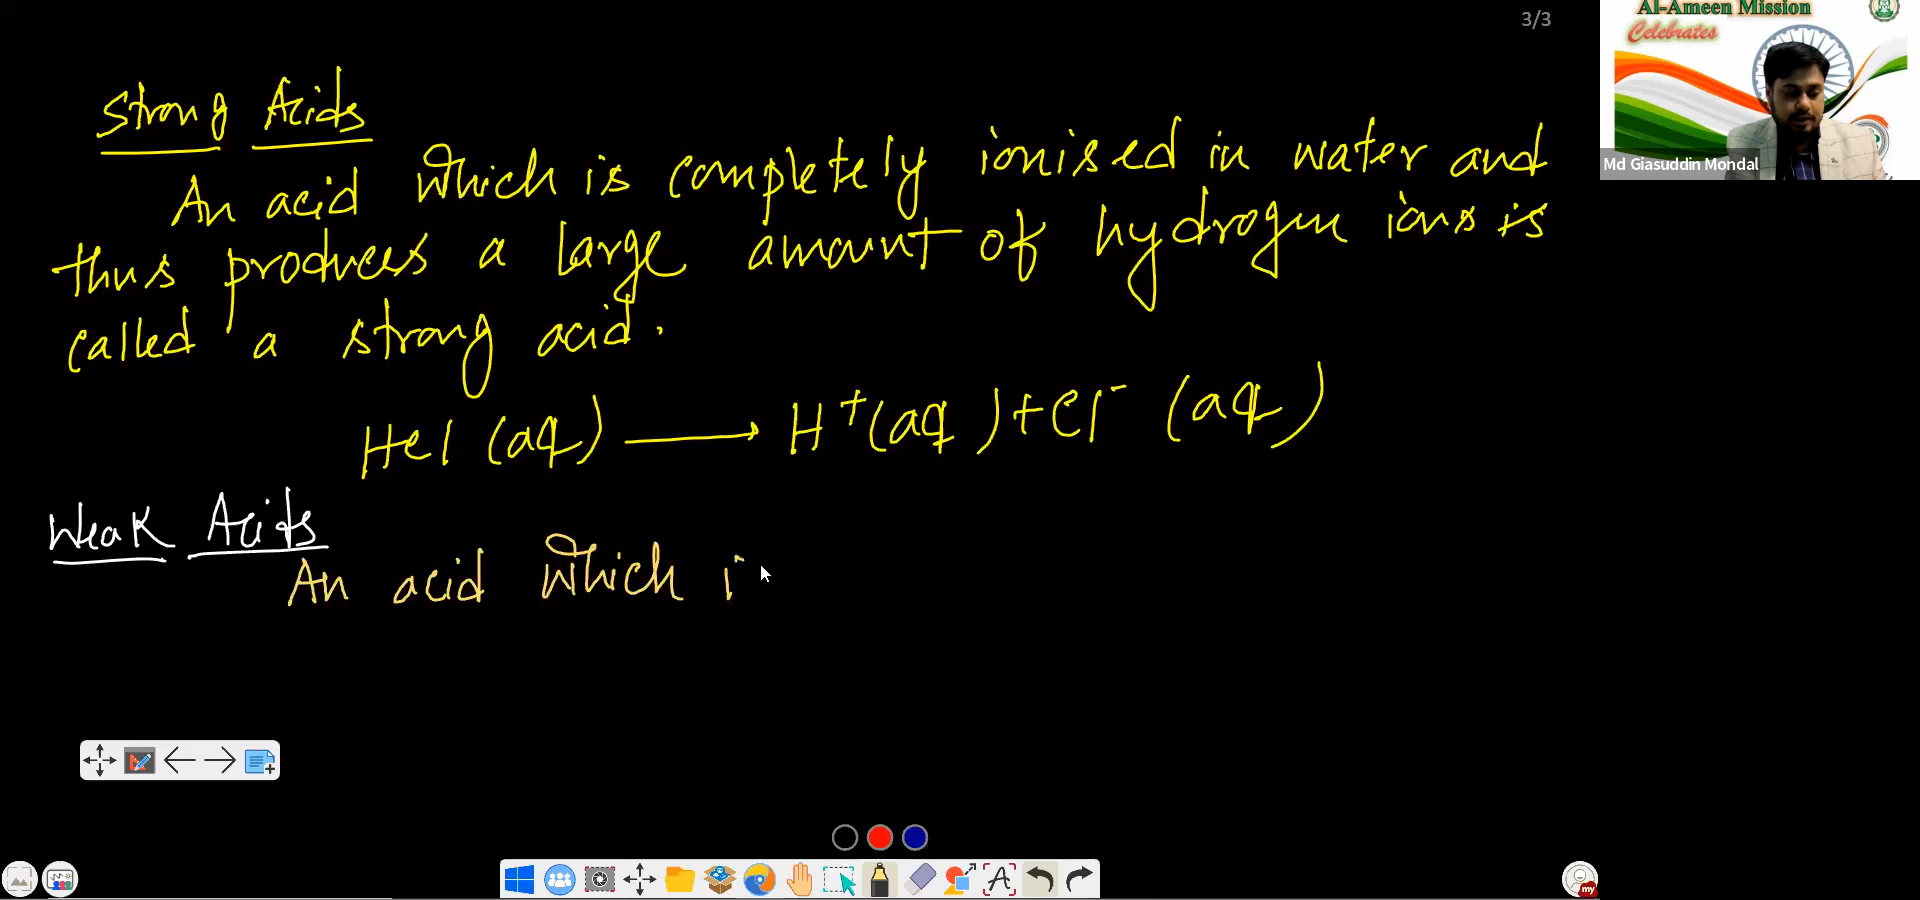 3/3
Al-Ameen Mission
Celebrates
Md Giasuddin Mondal
Strong Acids
An acid which is completely ionised in water and
thus produces a large amount of hydrogen ions is
called a strong acid.
HCl (aq) ⟶ H⁺(aq) + Cl⁻ (aq)
Weak Acids
An acid which i
my